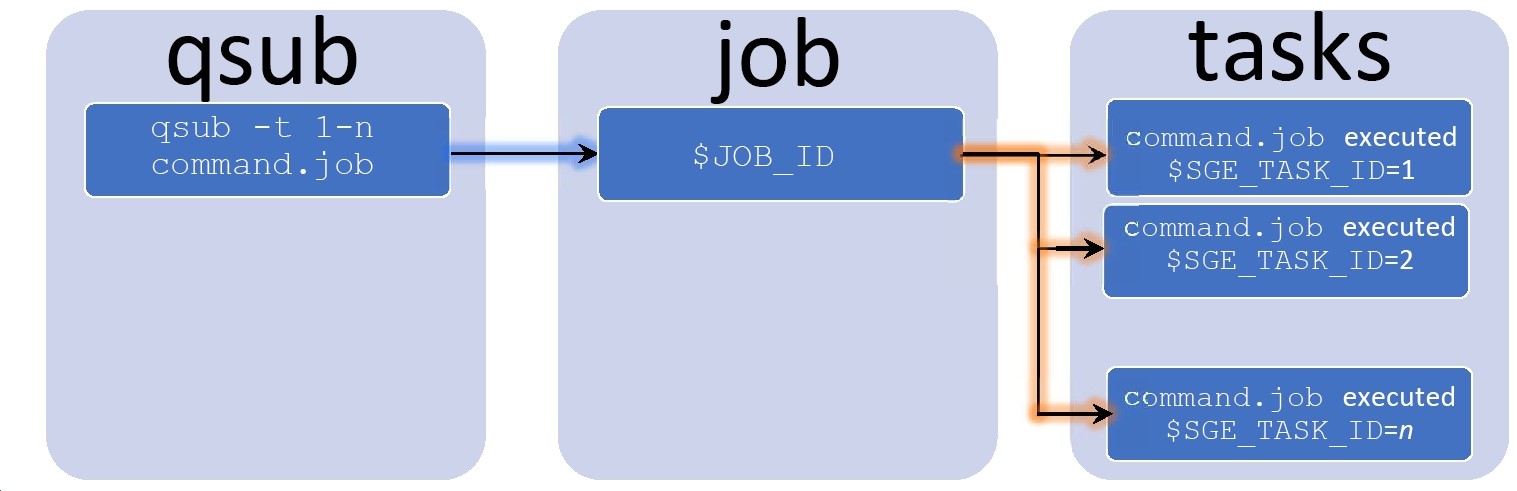 qsub
qsub -t 1-n
command.job
job
$JOB_ID
tasks
command.job executed
$SGE_TASK_ID=1
command.job executed
$SGE_TASK_ID=2
command.job executed
$SGE_TASK_ID=n